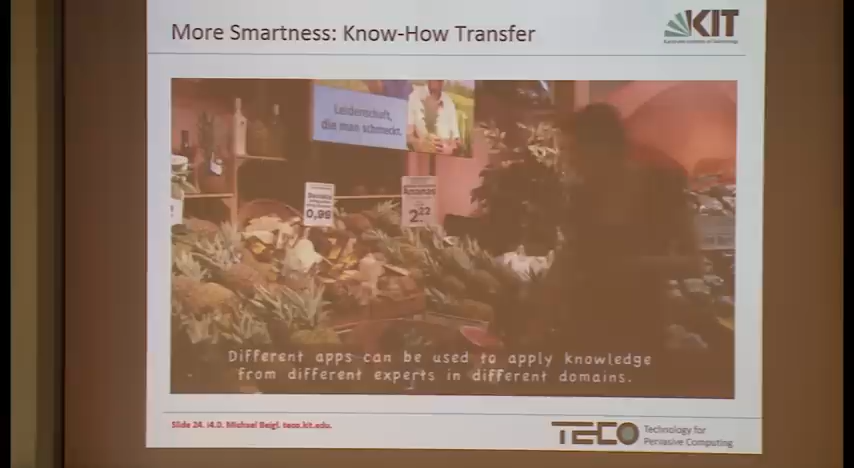 More Smartness: Know-How Transfer
KIT
Leidenschaft,
die man schmeckt.
0,99
Ananas
2.22
Different apps can be used to apply knowledge
from different experts in different domains.
Slide 24. i4.0. Michael Beigl. teco.kit.edu.
TECO
Technology for
Pervasive Computing